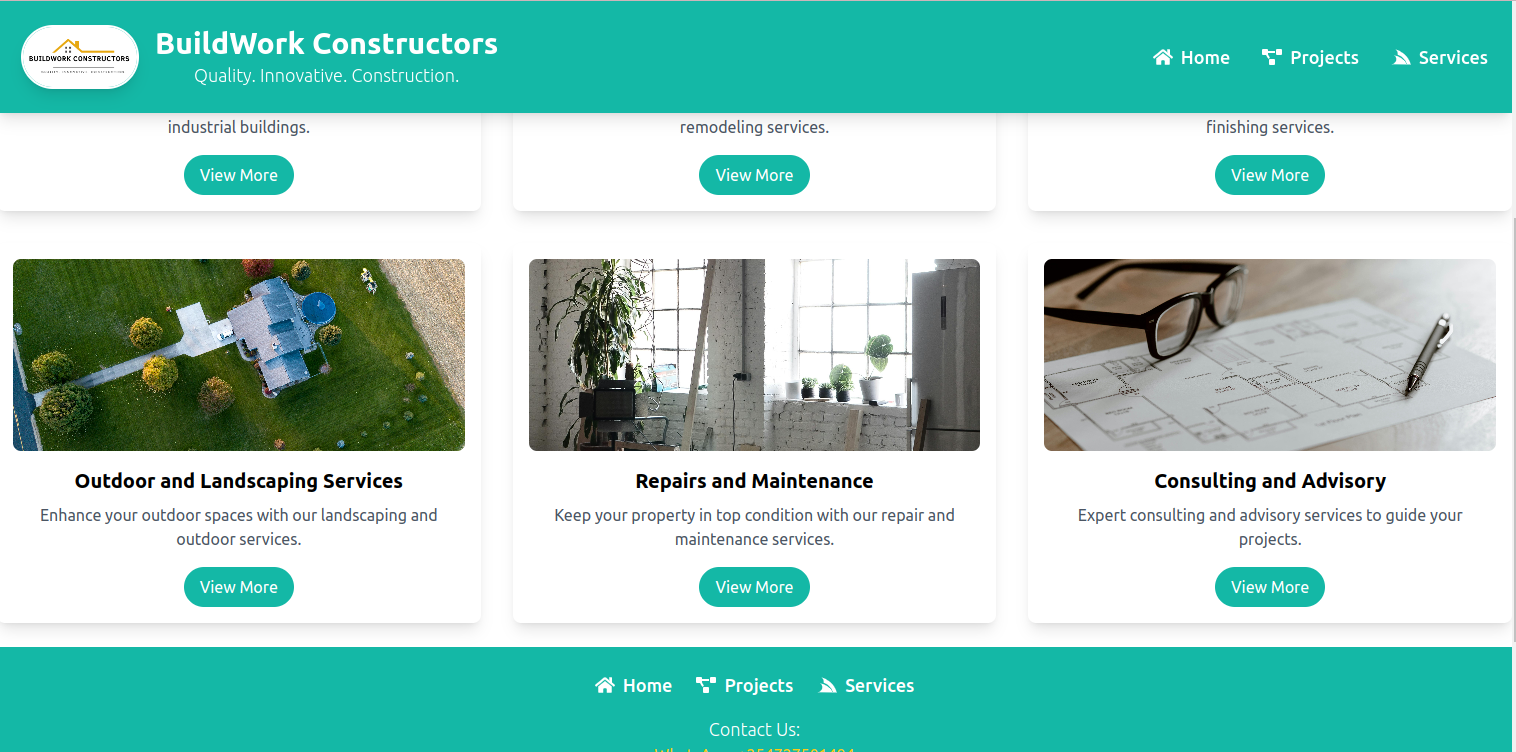 BuildWork Constructors
BUILDWORK CONSTRUCTORS
Quality. Innovative. Construction.
Home Projects Services
industrial buildings. remodeling services. finishing services.
View More View More View More
Outdoor and Landscaping Services Repairs and Maintenance Consulting and Advisory
Enhance your outdoor spaces with our landscaping and Keep your property in top condition with our repair and Expert consulting and advisory services to guide your
outdoor services. maintenance services. projects.
View More View More View More
Home Projects Services
Contact Us: